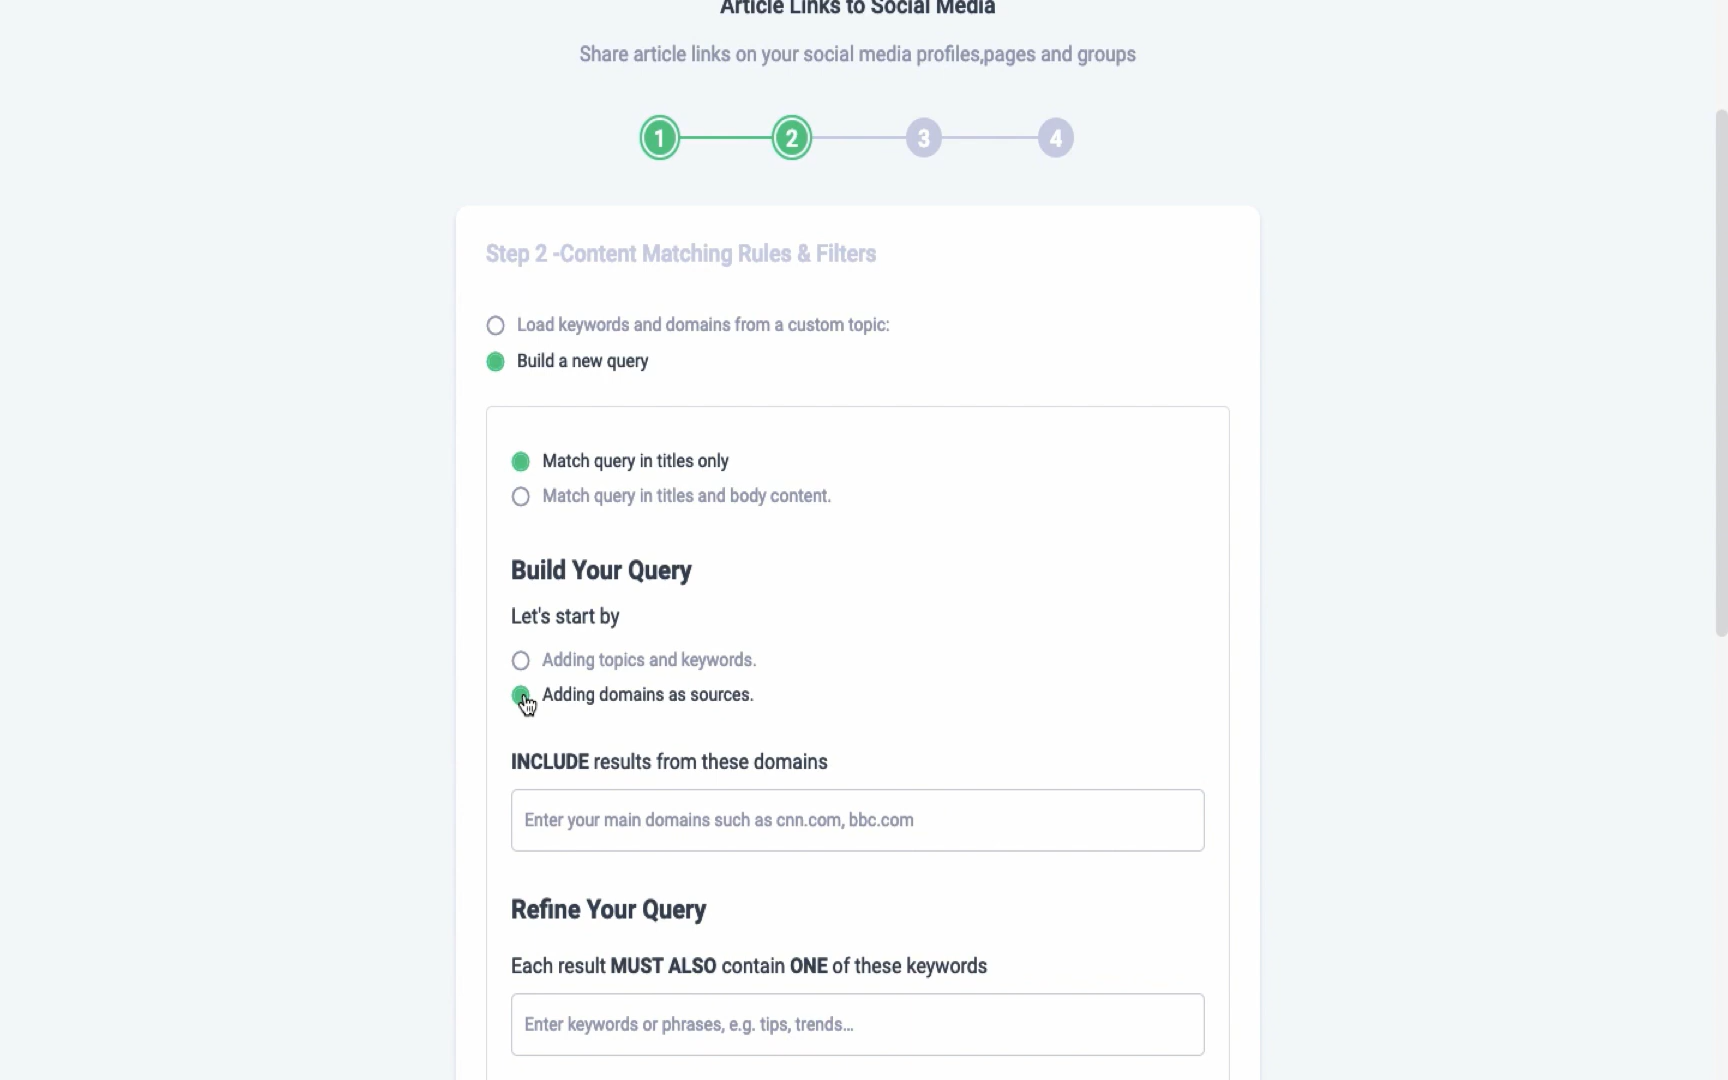 Article Links to Social Media
Share article links on your social media profiles,pages and groups
1 2 3 4
Step 2 -Content Matching Rules & Filters
Load keywords and domains from a custom topic:
Build a new query
Match query in titles only
Match query in titles and body content.
Build Your Query
Let's start by
Adding topics and keywords.
Adding domains as sources.
INCLUDE results from these domains
Enter your main domains such as cnn.com, bbc.com
Refine Your Query
Each result MUST ALSO contain ONE of these keywords
Enter keywords or phrases, e.g. tips, trends...